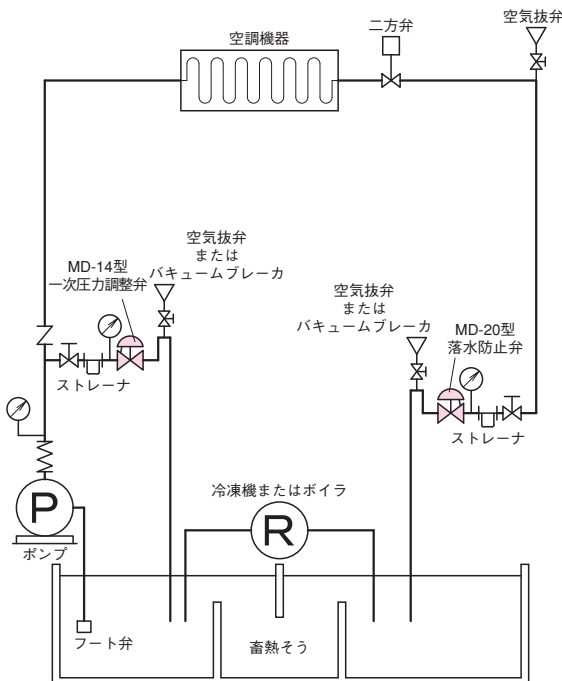 空調機器
二方弁
空気抜弁
空気抜弁
または
バキュームブレーカ
MD-14型
一次圧力調整弁
空気抜弁
または
バキュームブレーカ
MD-20型
落水防止弁
ストレーナ
ストレーナ
P
ポンプ
冷凍機またはボイラ
R
フート弁
畜熱そう